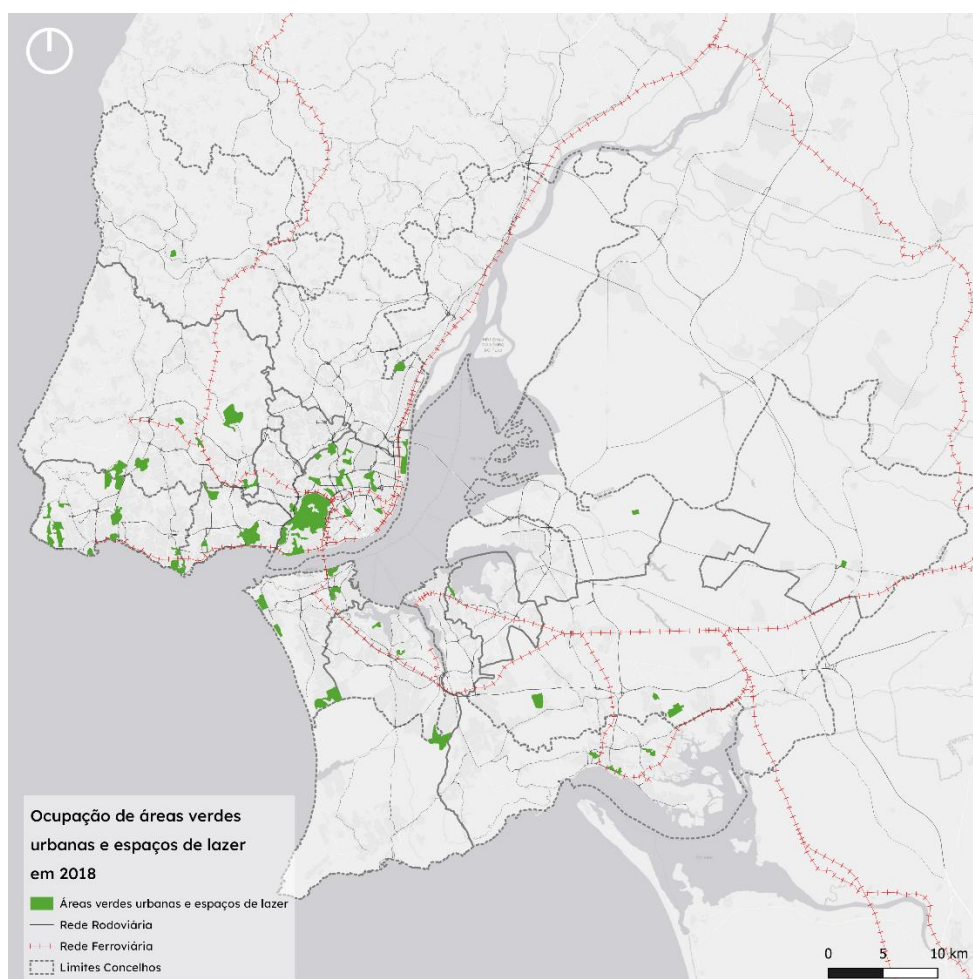 Ocupação de áreas verdes
urbanas e espaços de lazer
em 2018
Áreas verdes urbanas e espaços de lazer
Rede Rodoviária
Rede Ferroviária
Limites Concelhos
0 5 10 km